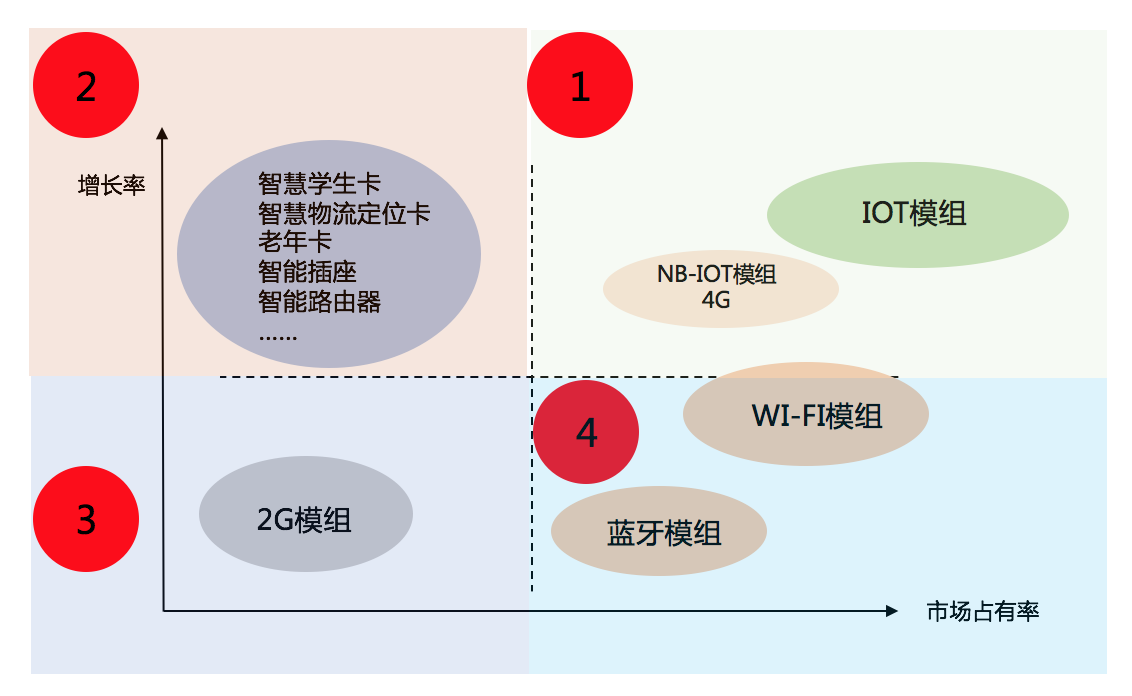 2
1
增长率
智慧学生卡
智慧物流定位卡
老年卡
智能插座
智能路由器
......
IOT模组
NB-IOT模组
4G
4
WI-FI模组
3
2G模组
蓝牙模组
市场占有率